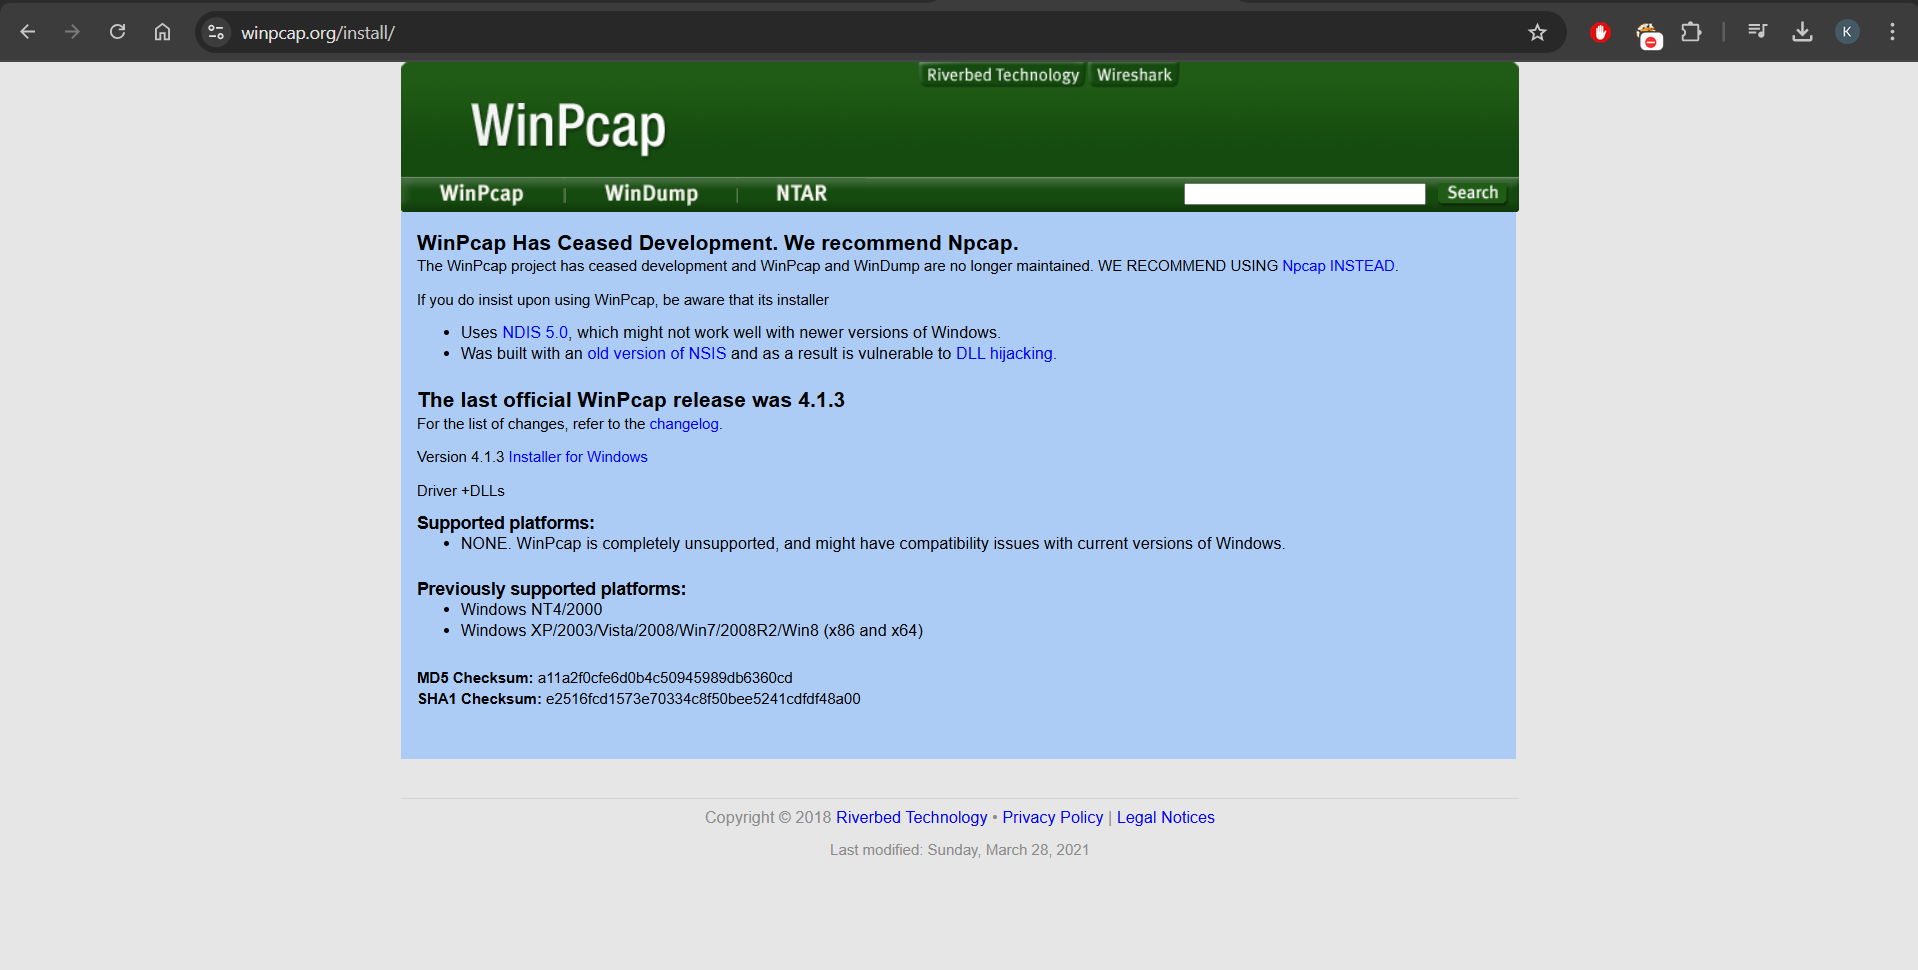 winpcap.org/install/
K
Riverbed Technology Wireshark
WinPcap
WinPcap | WinDump | NTAR Search
WinPcap Has Ceased Development. We recommend Npcap.
The WinPcap project has ceased development and WinPcap and WinDump are no longer maintained. WE RECOMMEND USING Npcap INSTEAD.
If you do insist upon using WinPcap, be aware that its installer
• Uses NDIS 5.0, which might not work well with newer versions of Windows.
• Was built with an old version of NSIS and as a result is vulnerable to DLL hijacking.
The last official WinPcap release was 4.1.3
For the list of changes, refer to the changelog.
Version 4.1.3 Installer for Windows
Driver +DLLs
Supported platforms:
• NONE. WinPcap is completely unsupported, and might have compatibility issues with current versions of Windows.
Previously supported platforms:
• Windows NT4/2000
• Windows XP/2003/Vista/2008/Win7/2008R2/Win8 (x86 and x64)
MD5 Checksum: a11a2f0cfe6d0b4c50945989db6360cd
SHA1 Checksum: e2516fcd1573e70334c8f50bee5241cdfdf48a00
Copyright © 2018 Riverbed Technology • Privacy Policy | Legal Notices
Last modified: Sunday, March 28, 2021